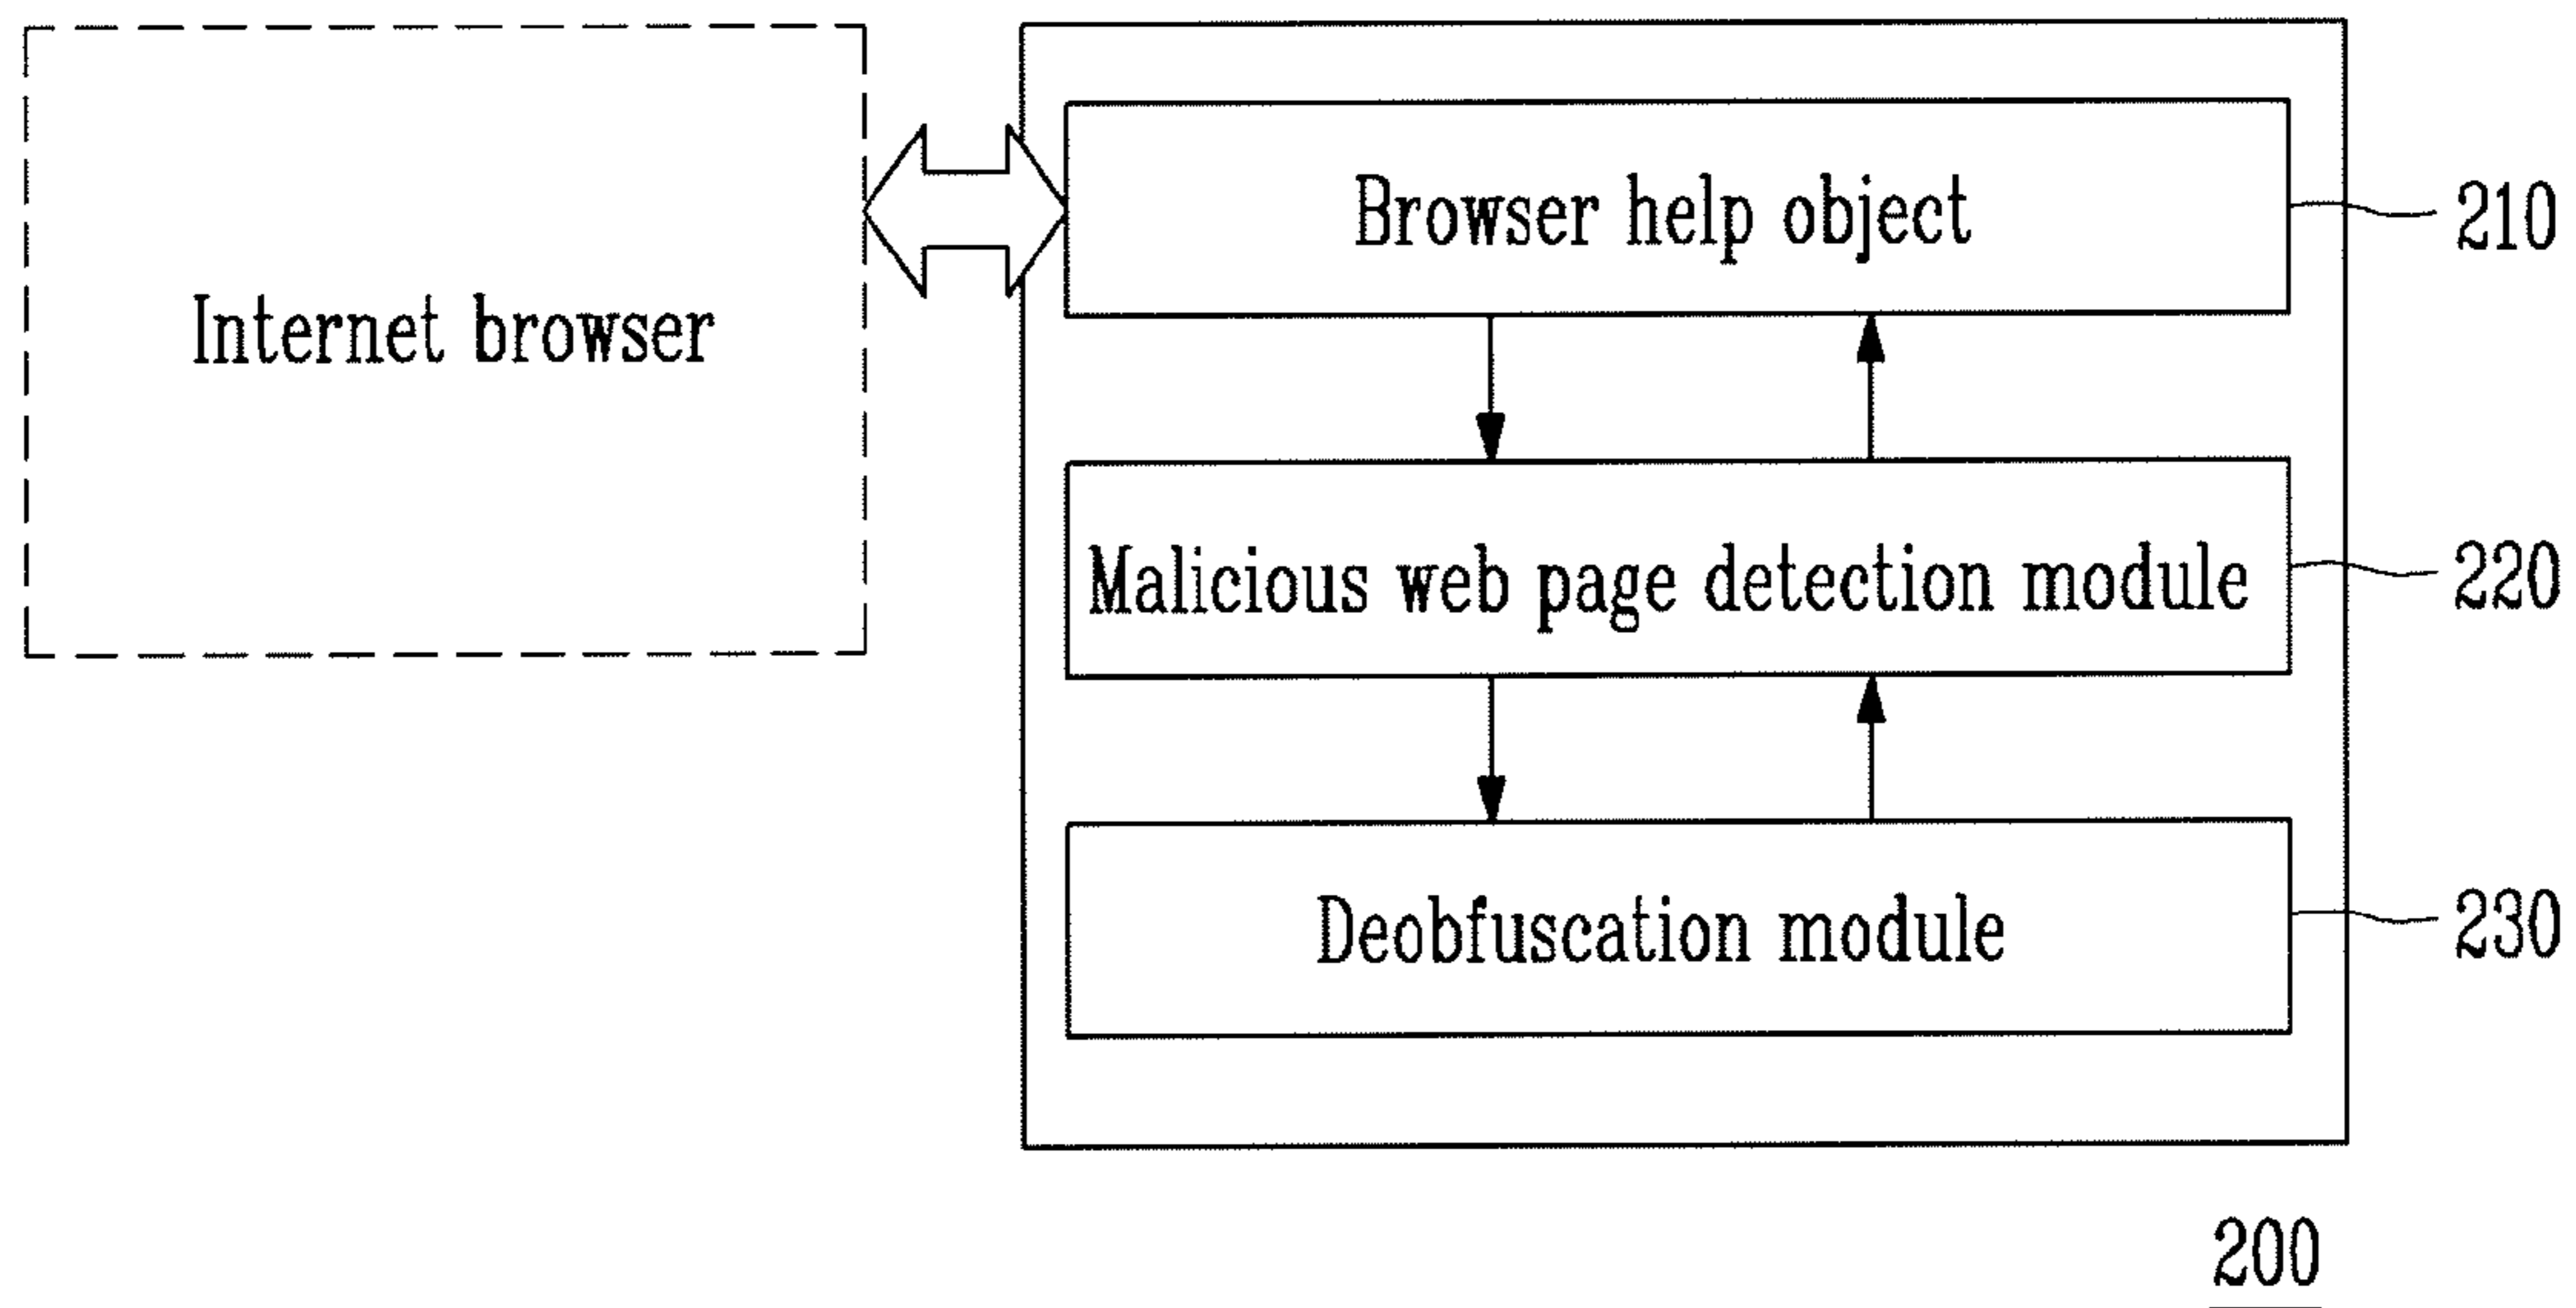 Internet browser
Browser help object
210
Malicious web page detection module
220
Deobfuscation module
230
200